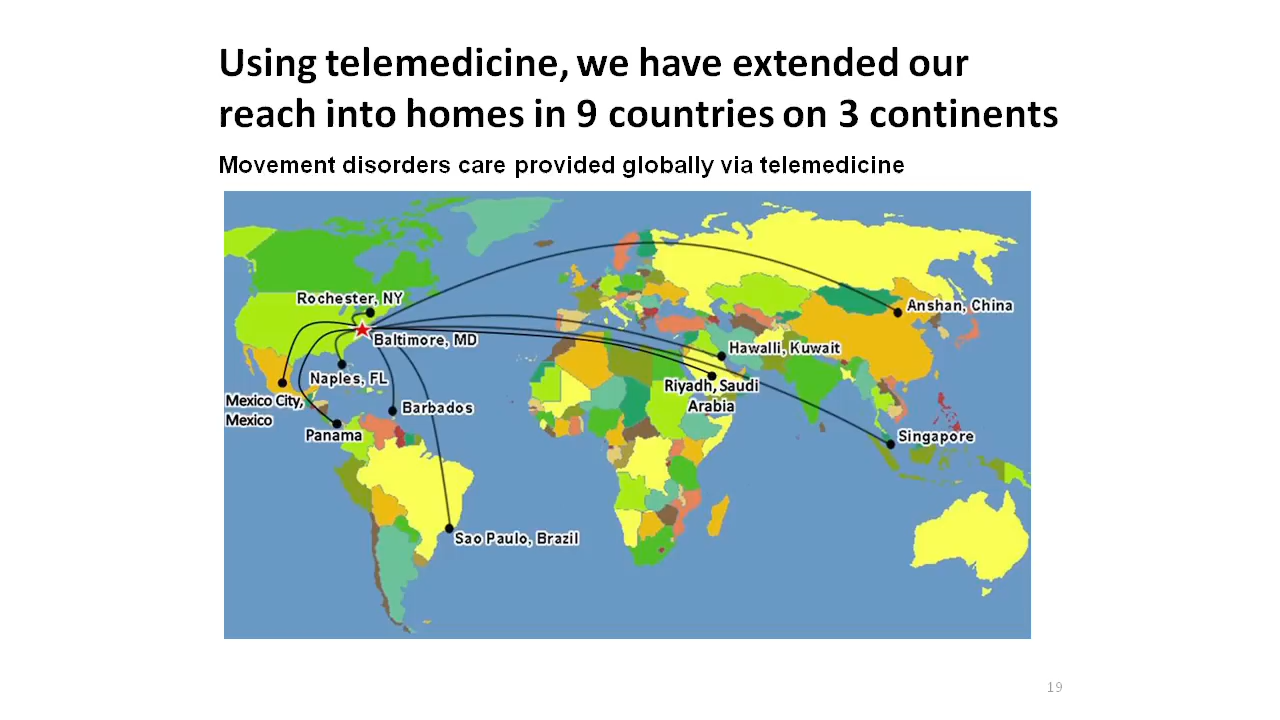 Using telemedicine, we have extended our
reach into homes in 9 countries on 3 continents
Movement disorders care provided globally via telemedicine
Rochester, NY
Anshan, China
Baltimore, MD
Hawalli, Kuwait
Naples, FL
Riyadh, Saudi
Arabia
Mexico City,
Mexico
Barbados
Panama
Singapore
Sao Paulo, Brazil
19